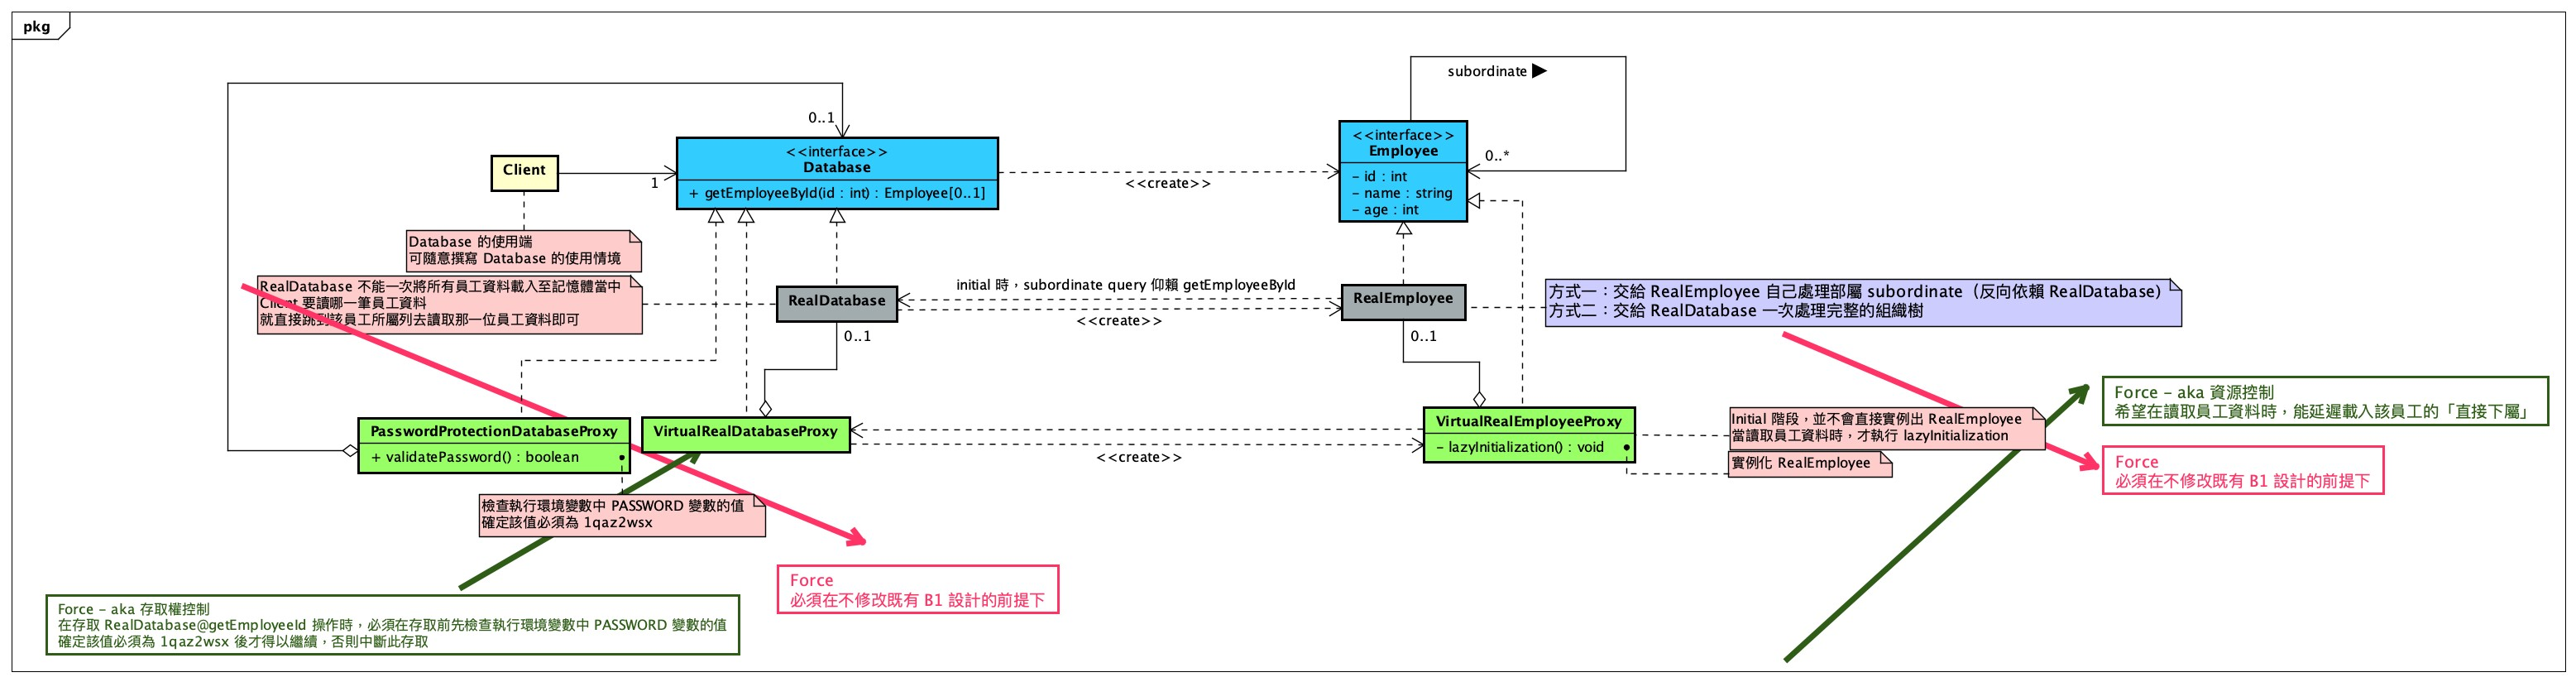 pkg
subordinate ▶
0..1
<<interface>>
Database
+ getEmployeeById(id : int) : Employee[0..1]
Client
1
<<create>>
<<interface>>
Employee
- id : int
- name : string
- age : int
0..*
Database 的使用端
可隨意撰寫 Database 的使用情境
RealDatabase 不能一次將所有員工資料載入至記憶體當中
Client 要讀哪一筆員工資料
就直接跳到該員工所屬列去讀取那一位員工資料即可
RealDatabase
initial 時，subordinate query 仰賴 getEmployeeById
<<create>>
RealEmployee
方式一：交給 RealEmployee 自己處理部屬 subordinate（反向依賴 RealDatabase）
方式二：交給 RealDatabase 一次處理完整的組織樹
0..1
0..1
PasswordProtectionDatabaseProxy
+ validatePassword() : boolean
VirtualRealDatabaseProxy
<<create>>
VirtualRealEmployeeProxy
- lazyInitialization() : void
Initial 階段，並不會直接實例出 RealEmployee
當讀取員工資料時，才執行 lazyInitialization
實例化 RealEmployee
Force - aka 資源控制
希望在讀取員工資料時，能延遲載入該員工的「直接下屬」
Force
必須在不修改既有 B1 設計的前提下
檢查執行環境變數中 PASSWORD 變數的值
確定該值必須為 1qaz2wsx
Force
必須在不修改既有 B1 設計的前提下
Force - aka 存取權控制
在存取 RealDatabase@getEmployeeId 操作時，必須在存取前先檢查執行環境變數中 PASSWORD 變數的值
確定該值必須為 1qaz2wsx 後才得以繼續，否則中斷此存取